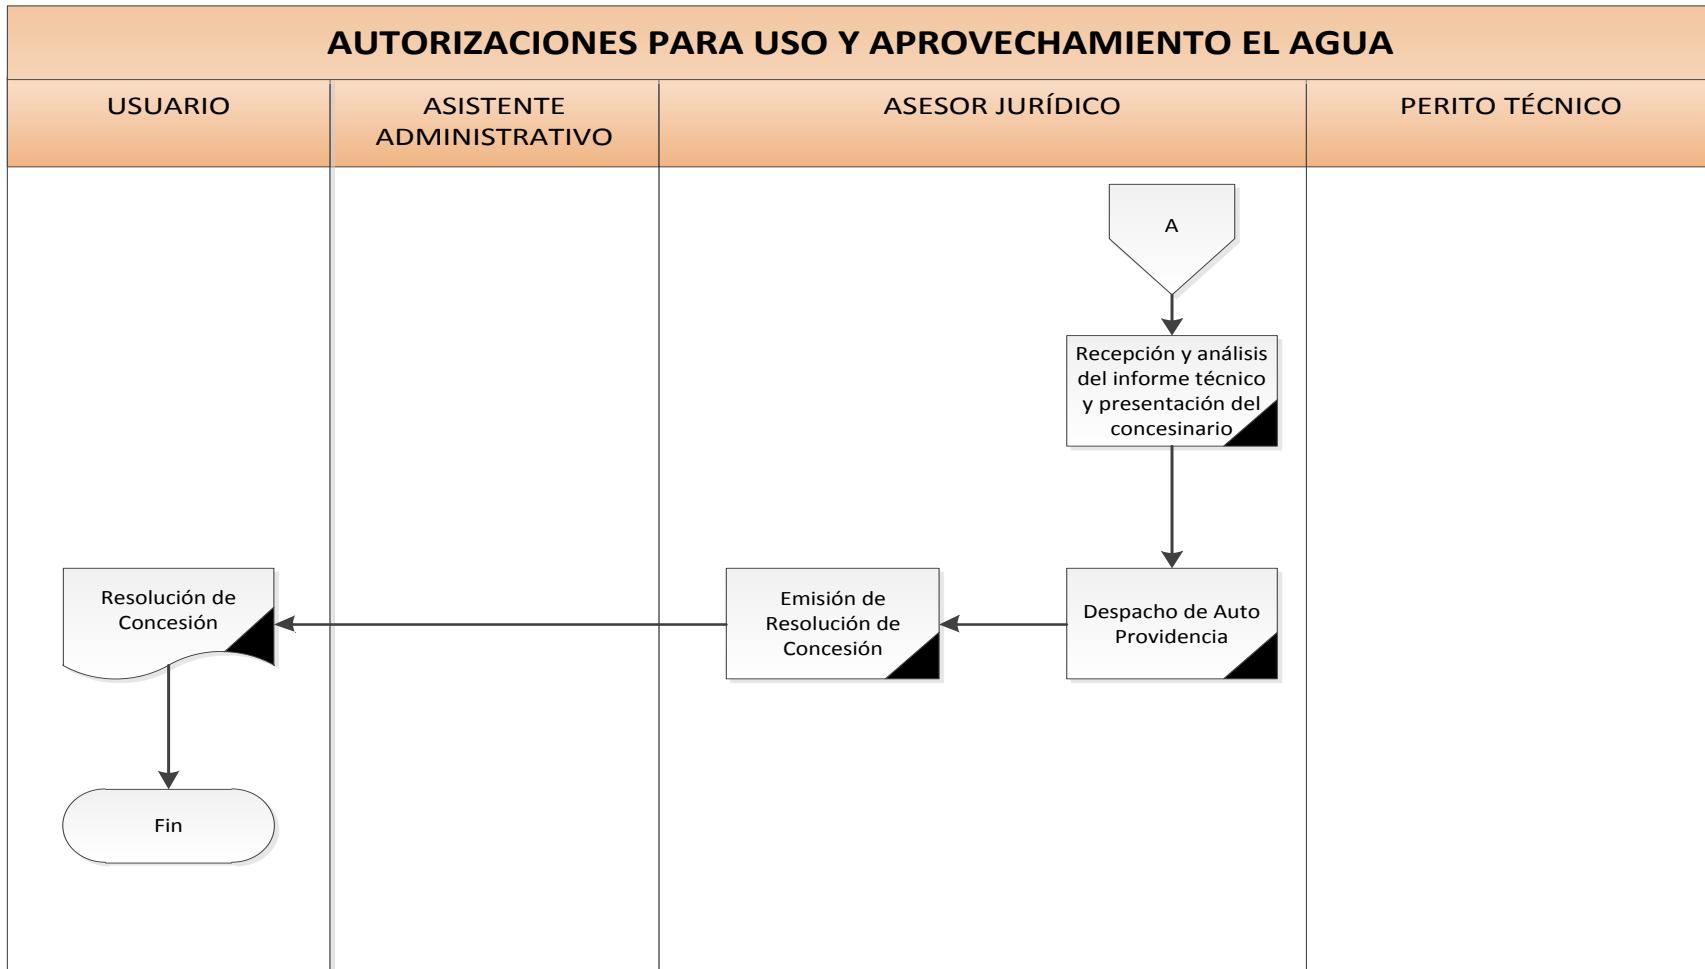 AUTORIZACIONES PARA USO Y APROVECHAMIENTO EL AGUA
USUARIO
ASISTENTE
ADMINISTRATIVO
ASESOR JURÍDICO
PERITO TÉCNICO
A
Recepción y análisis
del informe técnico
y presentación del
concesinario
Resolución de
Concesión
Emisión de
Resolución de
Concesión
Despacho de Auto
Providencia
Fin